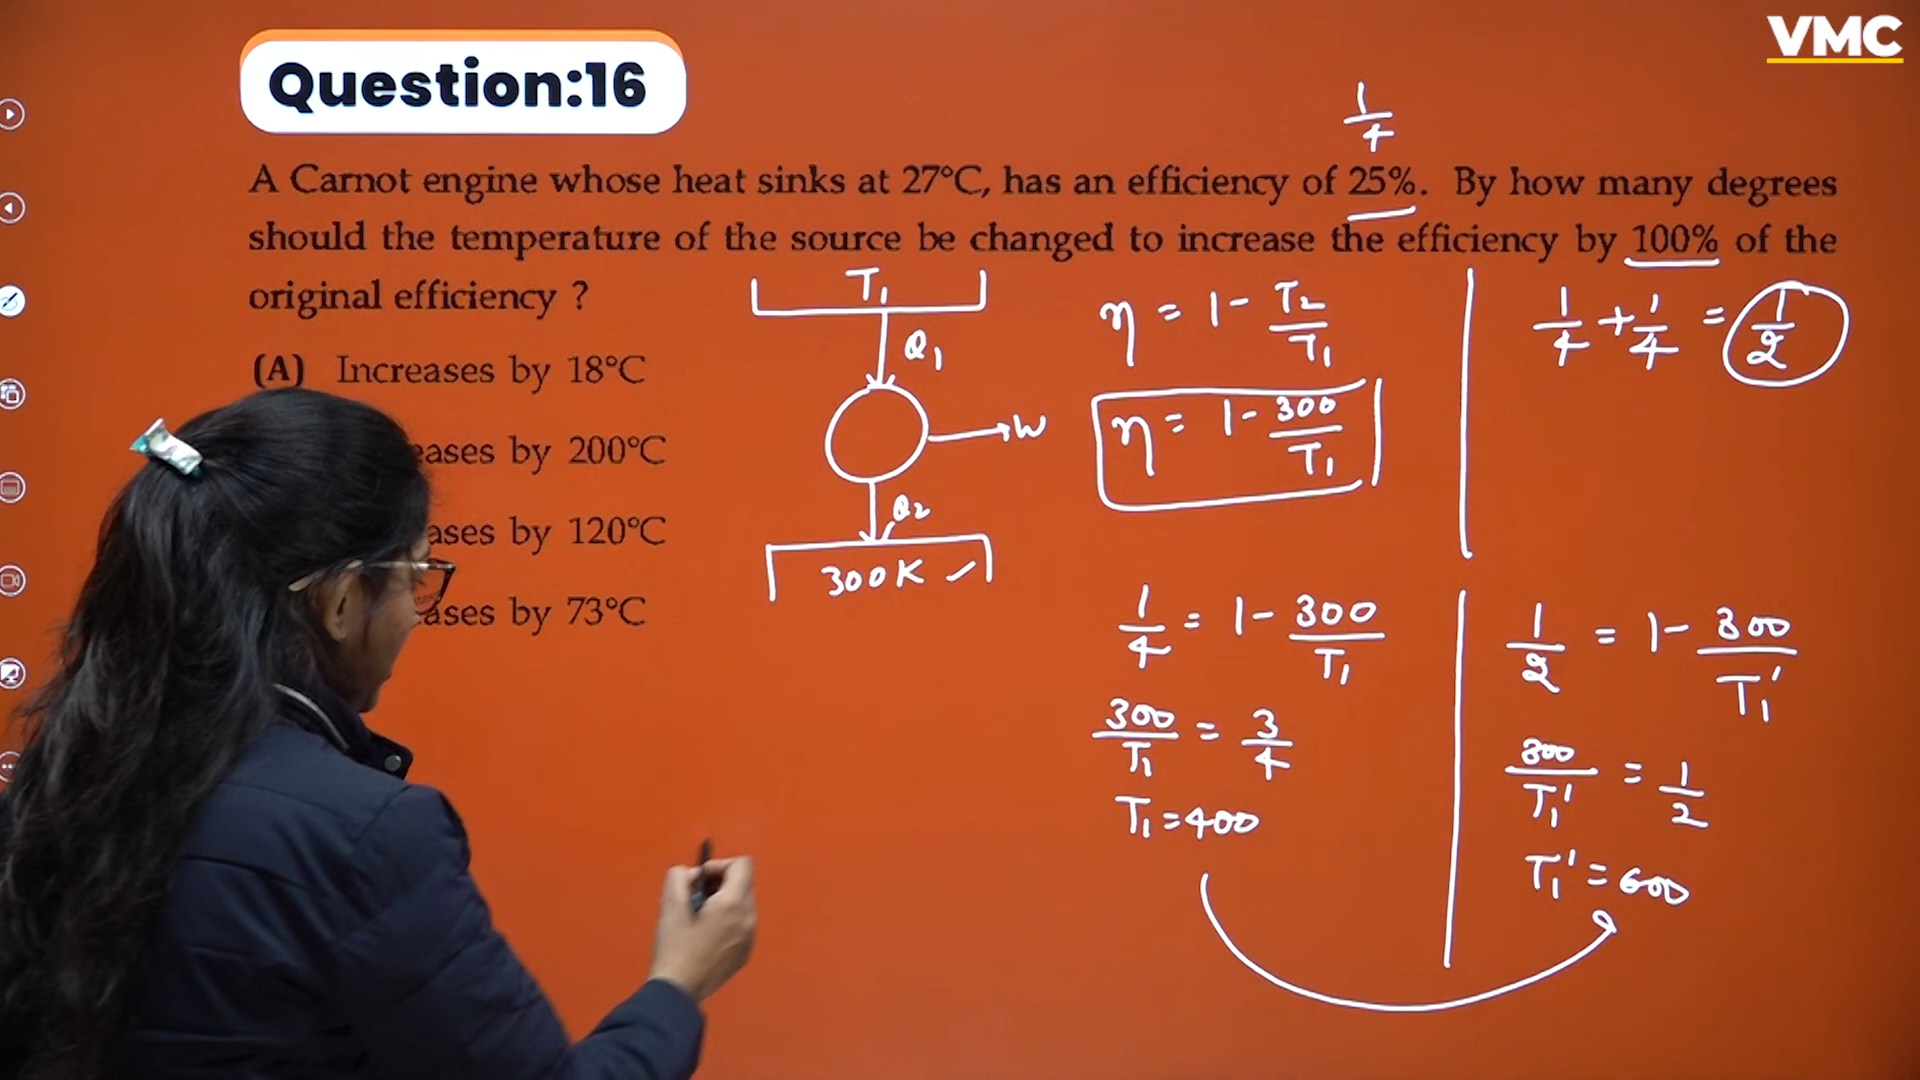 VMC
Question:16
1/4
A Carnot engine whose heat sinks at 27°C, has an efficiency of 25%. By how many degrees
should the temperature of the source be changed to increase the efficiency by 100% of the
original efficiency ?
(A) Increases by 18°C
eases by 200°C
ases by 120°C
ases by 73°C
T₁
Q₁
W
Q₂
300K
η = 1 - T₂/T₁
η = 1 - 300/T₁
1/4 = 1 - 300/T₁
300/T₁ = 3/4
T₁ = 400
1/4 + 1/4 = 1/2
1/2 = 1 - 300/T₁'
300/T₁' = 1/2
T₁' = 600